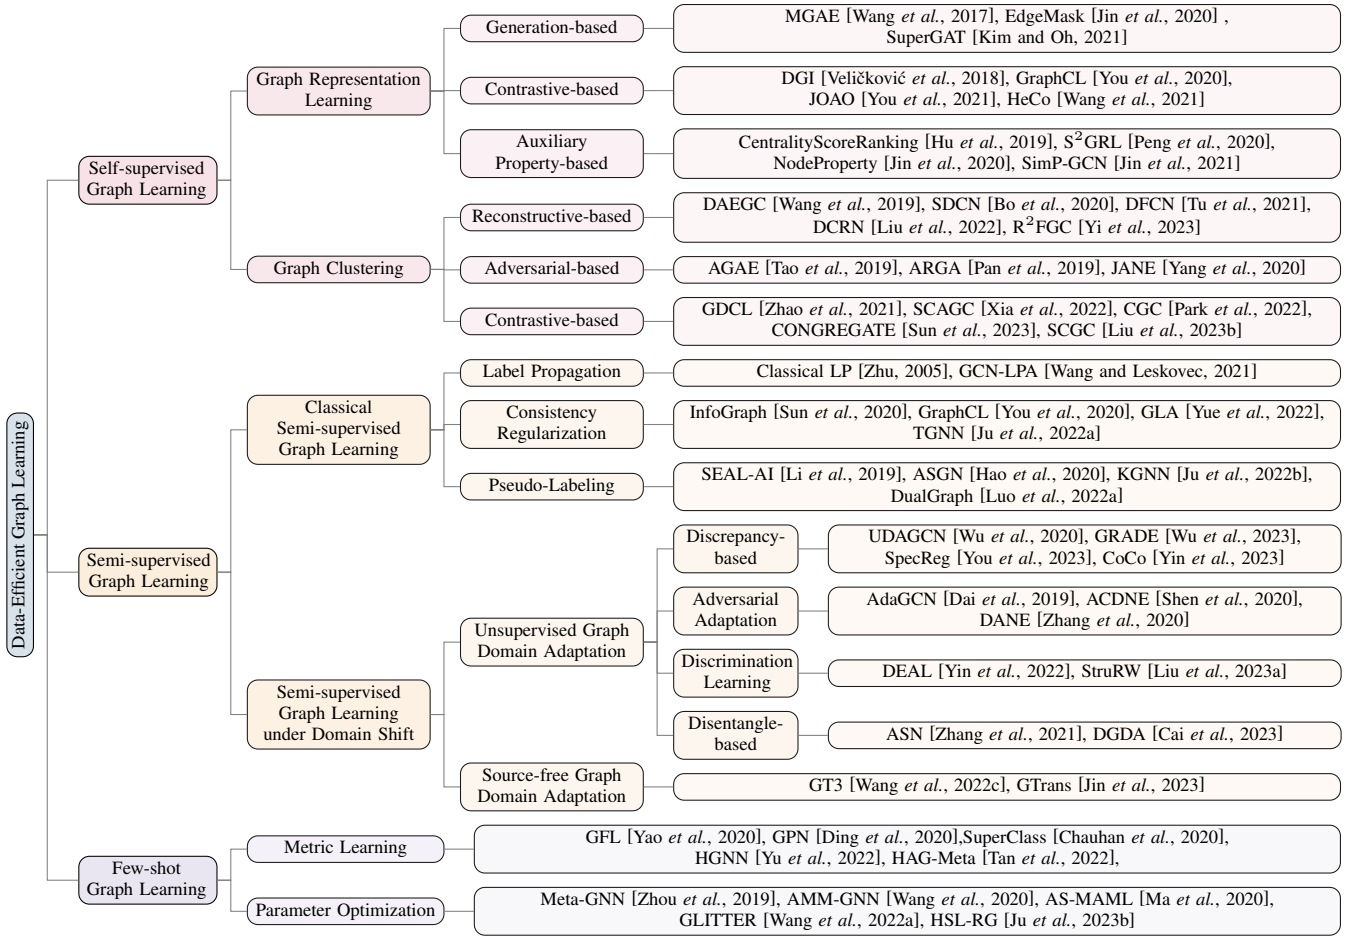 Data-Efficient Graph Learning
Self-supervised
Graph Learning
Graph Representation
Learning
Generation-based
MGAE [Wang et al., 2017], EdgeMask [Jin et al., 2020] ,
SuperGAT [Kim and Oh, 2021]
Contrastive-based
DGI [Veličković et al., 2018], GraphCL [You et al., 2020],
JOAO [You et al., 2021], HeCo [Wang et al., 2021]
Auxiliary
Property-based
CentralityScoreRanking [Hu et al., 2019], S²GRL [Peng et al., 2020],
NodeProperty [Jin et al., 2020], SimP-GCN [Jin et al., 2021]
Graph Clustering
Reconstructive-based
DAEGC [Wang et al., 2019], SDCN [Bo et al., 2020], DFCN [Tu et al., 2021],
DCRN [Liu et al., 2022], R²FGC [Yi et al., 2023]
Adversarial-based
AGAE [Tao et al., 2019], ARGA [Pan et al., 2019], JANE [Yang et al., 2020]
Contrastive-based
GDCL [Zhao et al., 2021], SCAGC [Xia et al., 2022], CGC [Park et al., 2022],
CONGREGATE [Sun et al., 2023], SCGC [Liu et al., 2023b]
Semi-supervised
Graph Learning
Classical
Semi-supervised
Graph Learning
Label Propagation
Classical LP [Zhu, 2005], GCN-LPA [Wang and Leskovec, 2021]
Consistency
Regularization
InfoGraph [Sun et al., 2020], GraphCL [You et al., 2020], GLA [Yue et al., 2022],
TGNN [Ju et al., 2022a]
Pseudo-Labeling
SEAL-AI [Li et al., 2019], ASGN [Hao et al., 2020], KGNN [Ju et al., 2022b],
DualGraph [Luo et al., 2022a]
Semi-supervised
Graph Learning
under Domain Shift
Unsupervised Graph
Domain Adaptation
Discrepancy-
based
UDAGCN [Wu et al., 2020], GRADE [Wu et al., 2023],
SpecReg [You et al., 2023], CoCo [Yin et al., 2023]
Adversarial
Adaptation
AdaGCN [Dai et al., 2019], ACDNE [Shen et al., 2020],
DANE [Zhang et al., 2020]
Discrimination
Learning
DEAL [Yin et al., 2022], StruRW [Liu et al., 2023a]
Disentangle-
based
ASN [Zhang et al., 2021], DGDA [Cai et al., 2023]
Source-free Graph
Domain Adaptation
GT3 [Wang et al., 2022c], GTrans [Jin et al., 2023]
Few-shot
Graph Learning
Metric Learning
GFL [Yao et al., 2020], GPN [Ding et al., 2020],SuperClass [Chauhan et al., 2020],
HGNN [Yu et al., 2022], HAG-Meta [Tan et al., 2022],
Parameter Optimization
Meta-GNN [Zhou et al., 2019], AMM-GNN [Wang et al., 2020], AS-MAML [Ma et al., 2020],
GLITTER [Wang et al., 2022a], HSL-RG [Ju et al., 2023b]